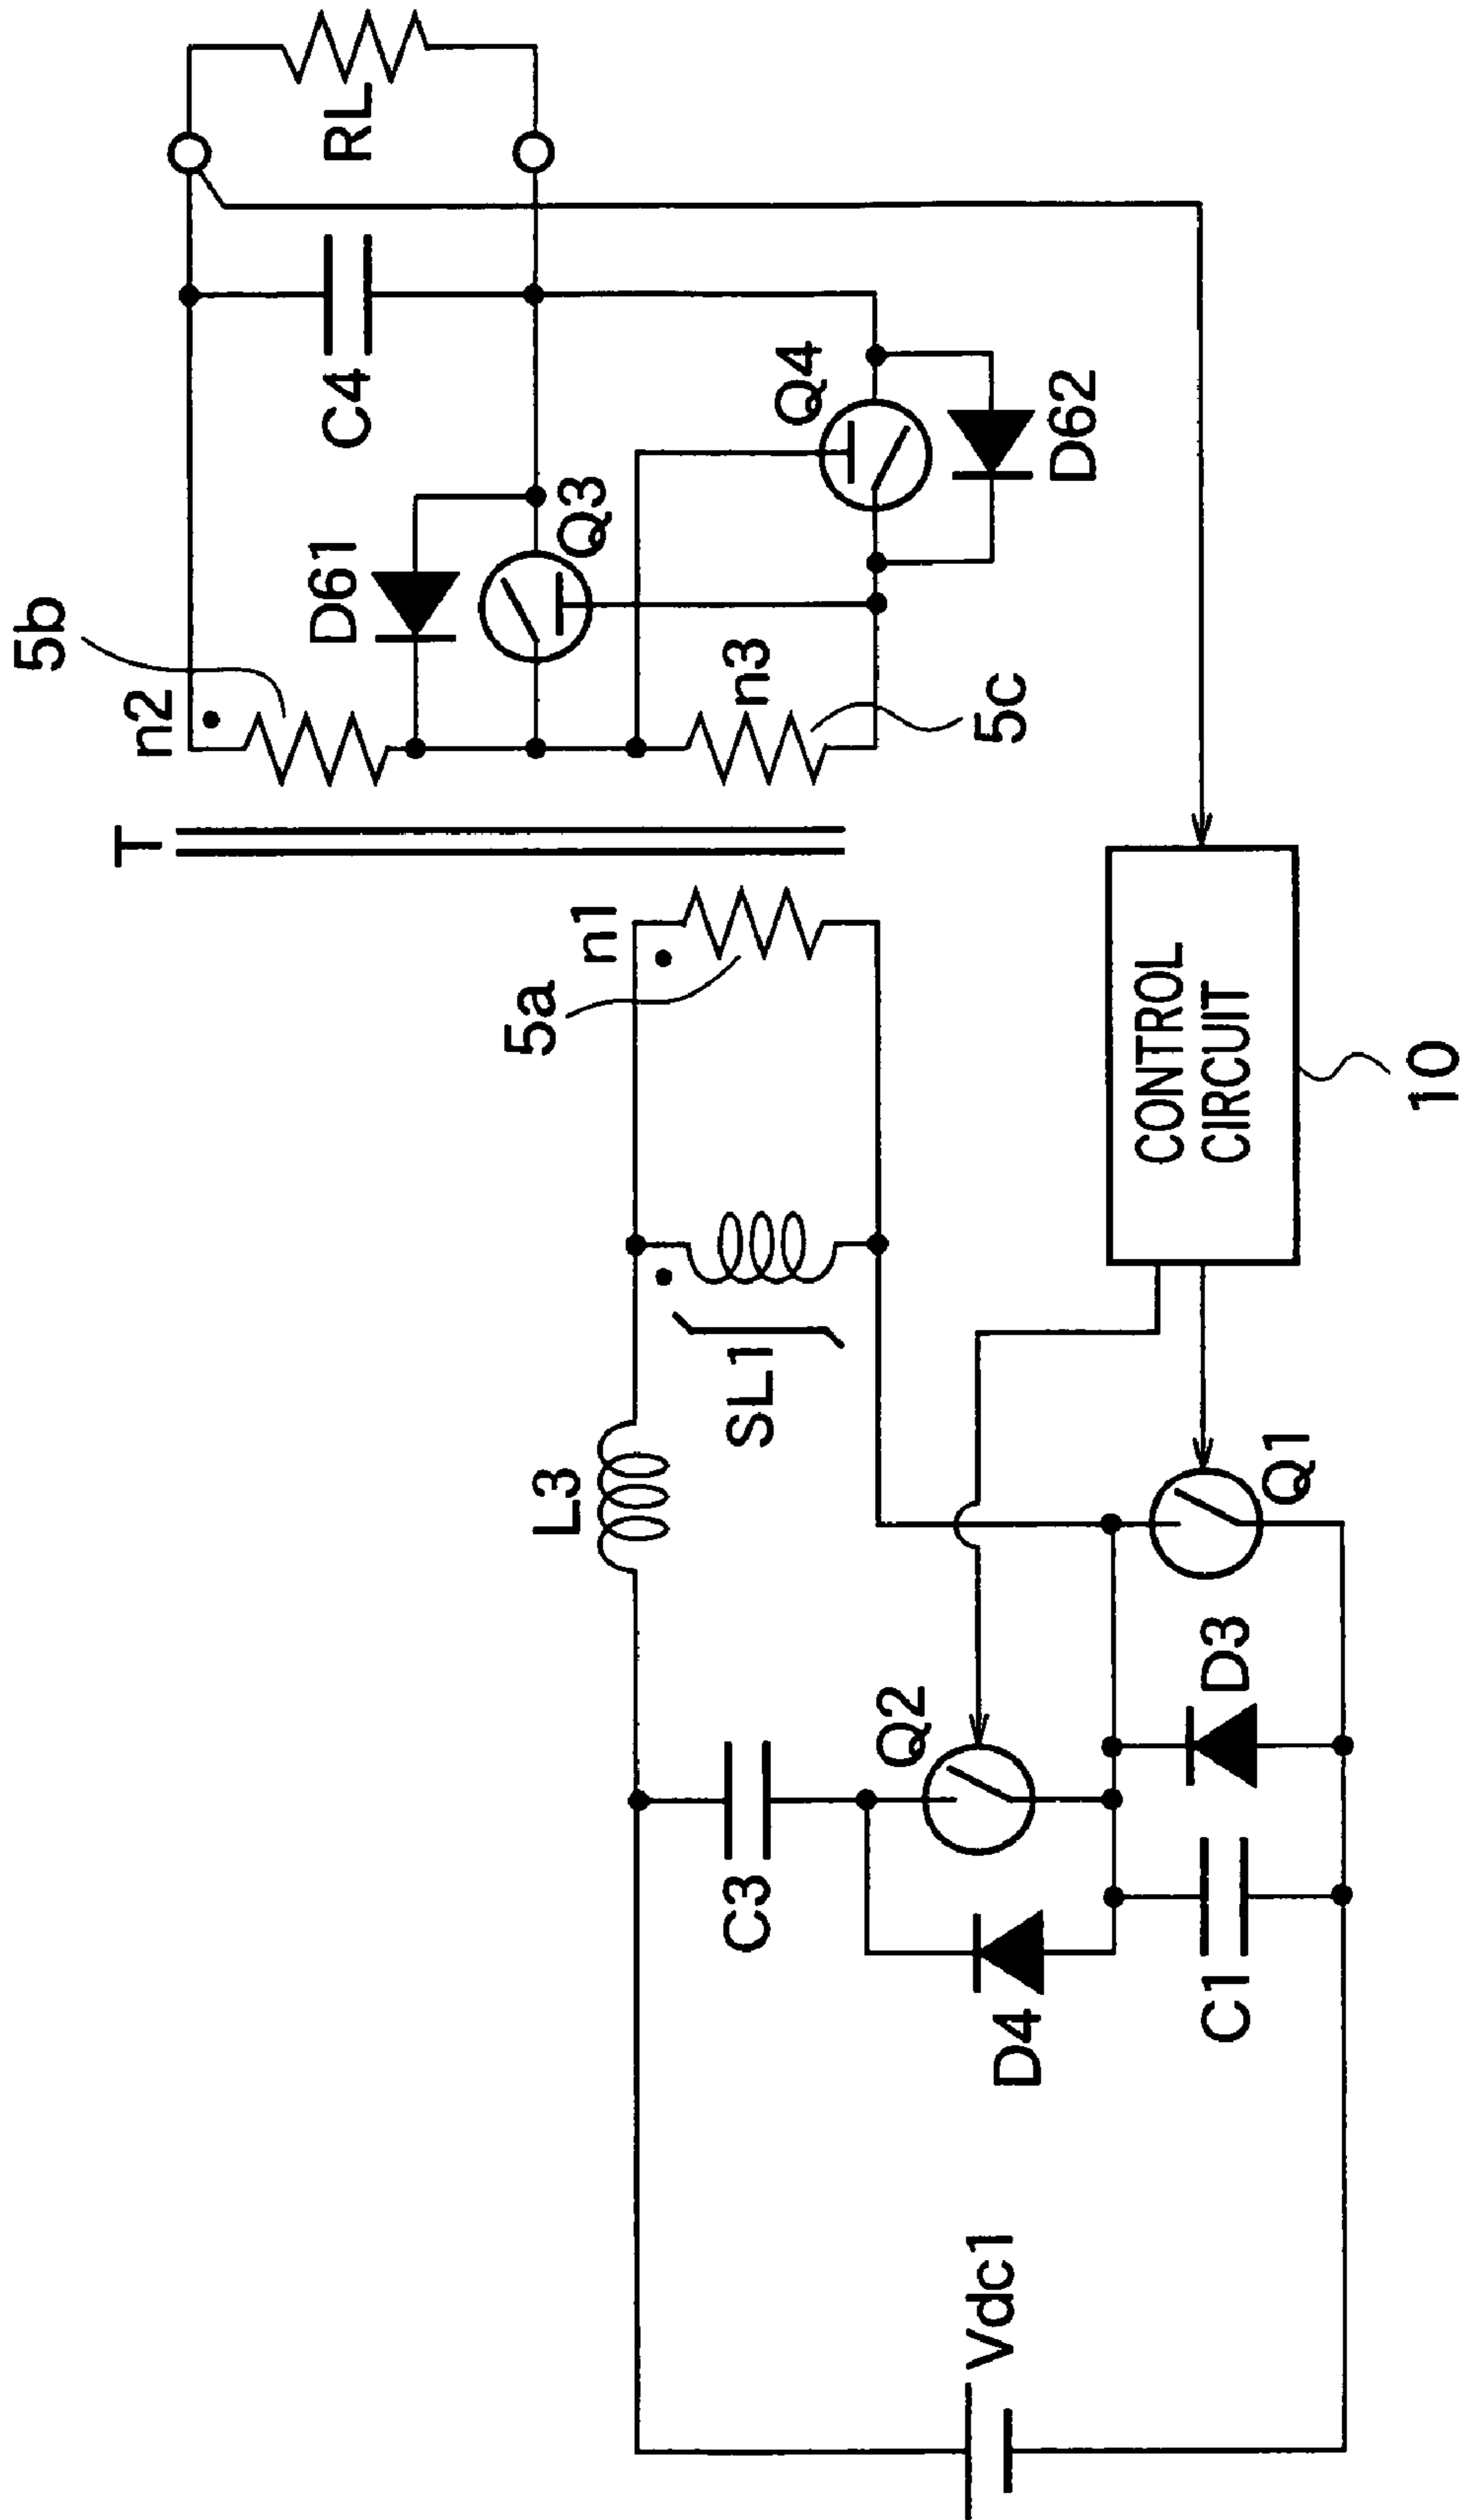 Vdc1
C3
D4
C1
Q2
D3
Q1
L3
SL1
5a
n1
T
CONTROL
CIRCUIT
10
5b
n2
D61
Q3
n3
5c
C4
Q4
D62
RL